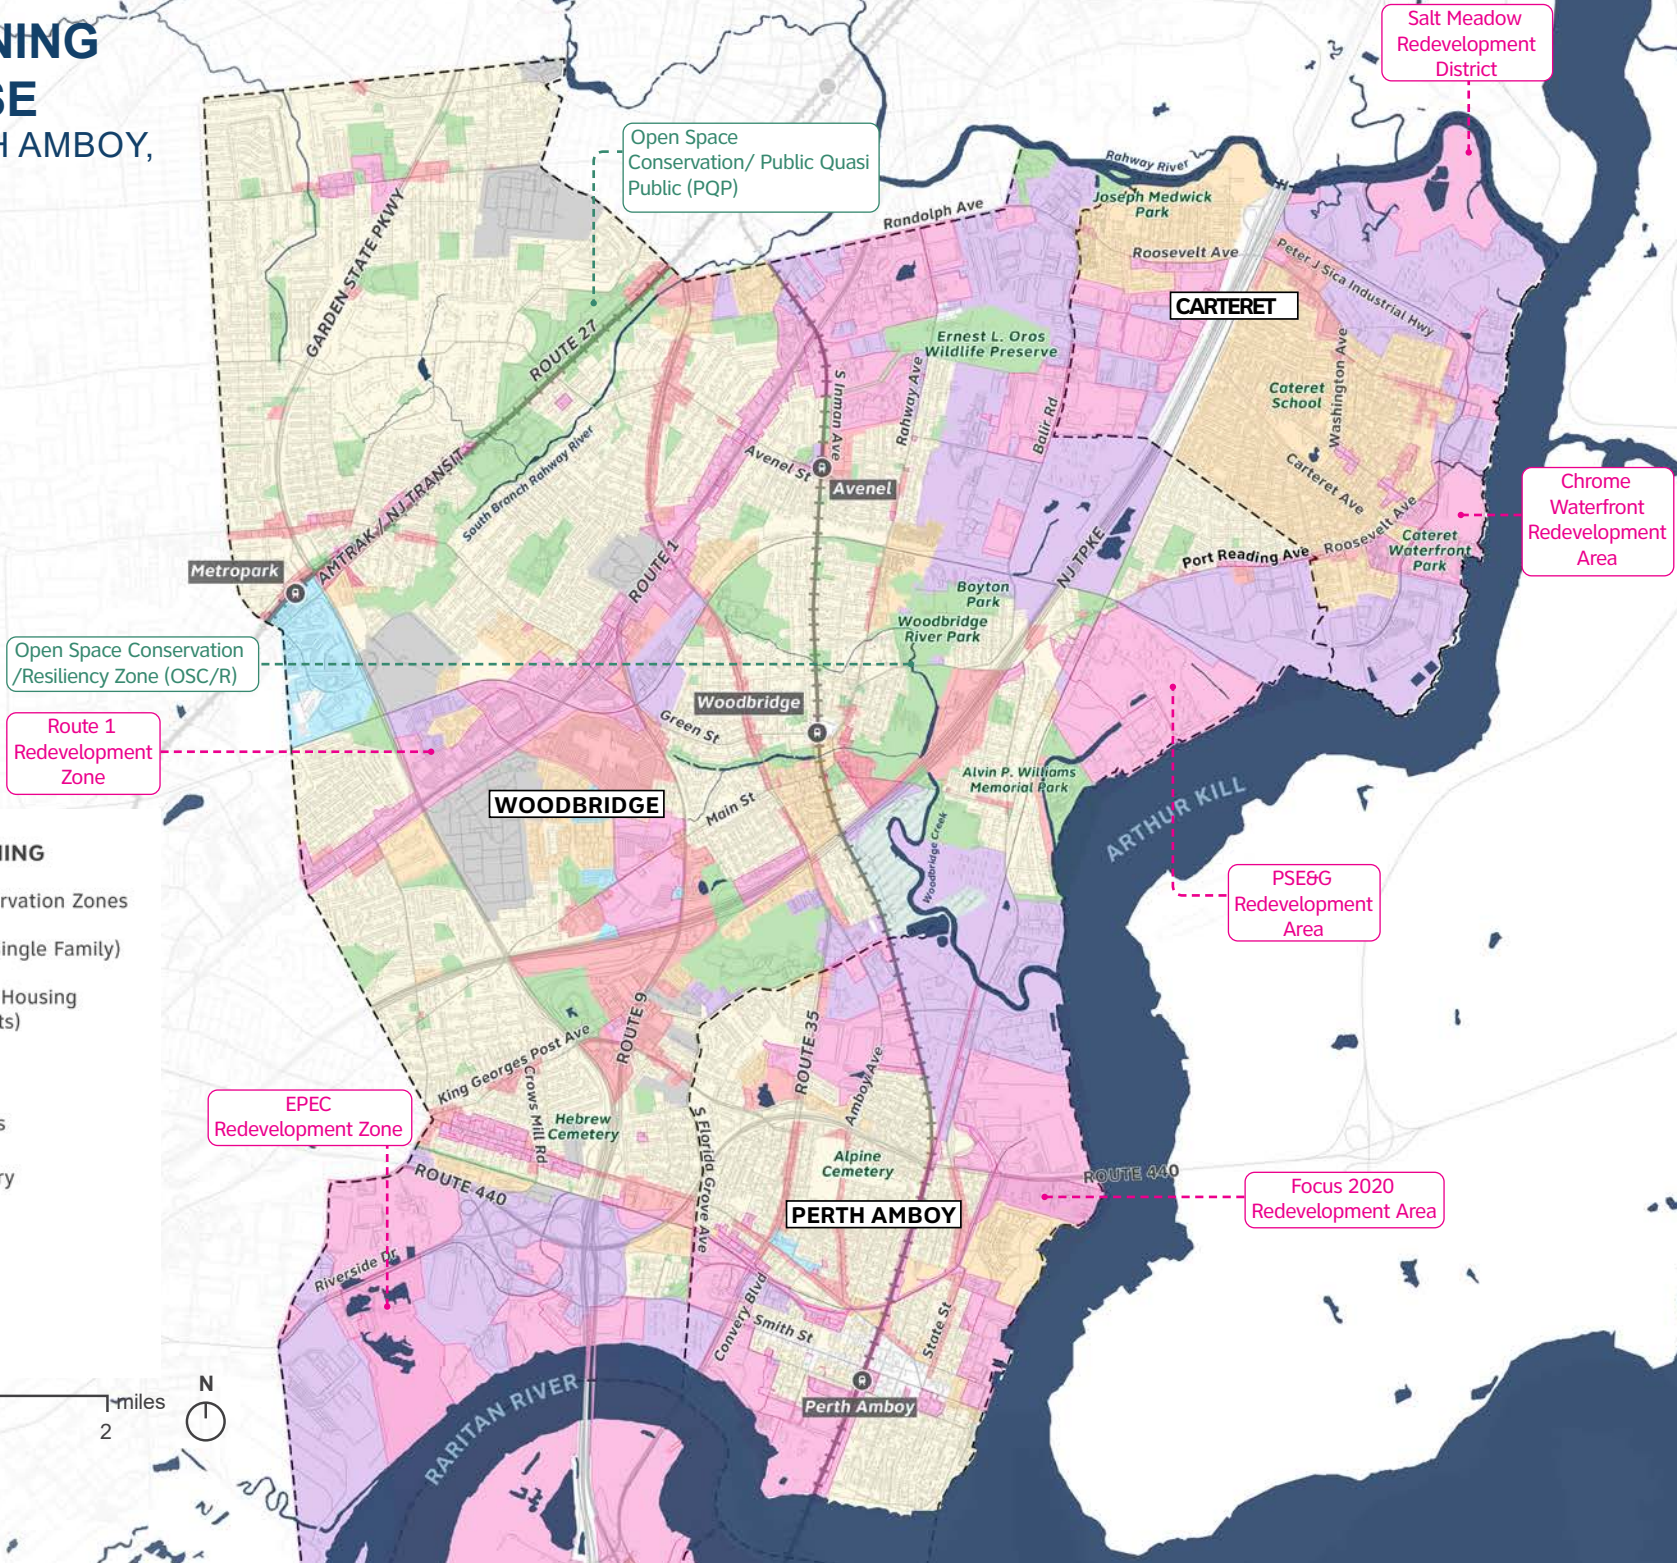 NING
SE
H AMBOY,
Salt Meadow
Redevelopment
District
Open Space
Conservation/ Public Quasi
Public (PQP)
Rahway River
Joseph Medwick
Park
Randolph Ave
Roosevelt Ave
Peter J Sica Industrial Hwy
CARTERET
GARDEN STATE PKWY
ROUTE 27
Ernest L. Oros
Wildlife Preserve
S Inman Ave
Rahway Ave
Washington Ave
Cateret
School
Balir Rd
AMTRAK / NJ TRANSIT
South Branch Rahway River
Avenel St
Avenel
Carteret Ave
Chrome
Waterfront
Redevelopment
Area
Roosevelt Ave
Port Reading Ave
Cateret
Waterfront
Park
Metropark
ROUTE 1
NJ TPKE
Boyton
Park
Woodbridge
River Park
Open Space Conservation
/Resiliency Zone (OSC/R)
Woodbridge
Green St
Route 1
Redevelopment
Zone
Alvin P. Williams
Memorial Park
WOODBRIDGE
Main St
ARTHUR KILL
Woodbridge Creek
NING
rvation Zones
ingle Family)
Housing
ts)
s
ry
PSE&G
Redevelopment
Area
ROUTE 9
ROUTE 35
King Georges Post Ave
Crows Mill Rd
Amboy Ave
EPEC
Redevelopment Zone
Hebrew
Cemetery
S Florida Grove Ave
Alpine
Cemetery
ROUTE 440
ROUTE 440
Focus 2020
Redevelopment Area
PERTH AMBOY
Riverside Dr
Convery Blvd
Smith St
State St
Perth Amboy
RARITAN RIVER
miles
2
N